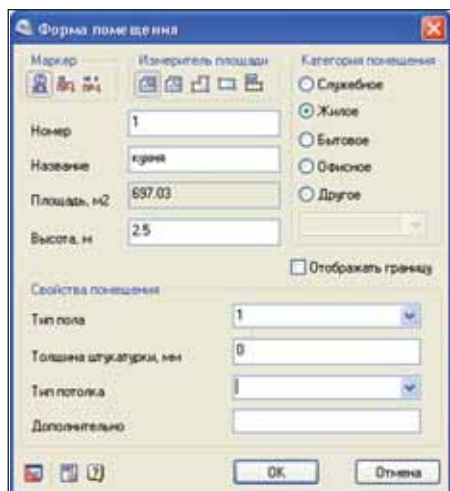 Форма помещения
Маркер
Измеритель площади
Категория помещения
Служебное
Жилое
Бытовое
Офисное
Другое
Номер
1
Название
кухня
Площадь, м2
697.03
Высота, м
2.5
Отображать границу
Свойства помещения
Тип пола
1
Толщина штукатурки, мм
0
Тип потолка
Дополнительно
OK
Отмена